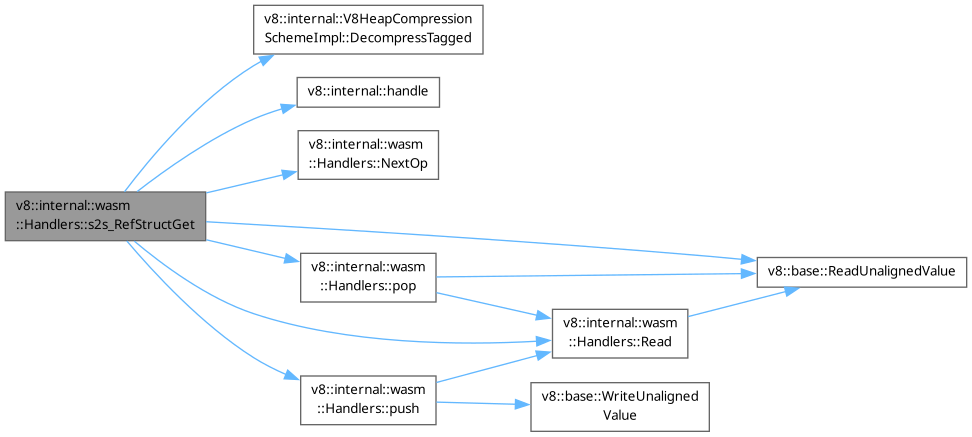 v8::internal::V8HeapCompression
SchemeImpl::DecompressTagged
v8::internal::handle
v8::internal::wasm
::Handlers::NextOp
v8::internal::wasm
::Handlers::s2s_RefStructGet
v8::internal::wasm
::Handlers::pop
v8::base::ReadUnalignedValue
v8::internal::wasm
::Handlers::Read
v8::internal::wasm
::Handlers::push
v8::base::WriteUnaligned
Value